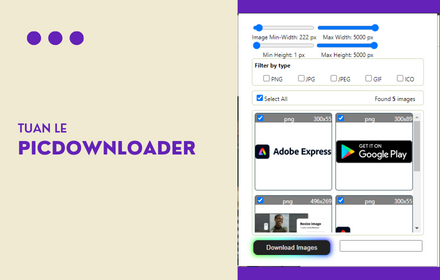 TUAN LE
PICDOWNLOADER
Image Min-Width: 222 px Max Width: 5000 px
Min Height: 1 px Max Height: 5000 px
Filter by type
PNG JPG JPEG GIF ICO
Select All Found 5 images
png 300x55 png 300x89
Adobe Express GET IT ON
Google Play
png 496x269 png 300x55
Download Images